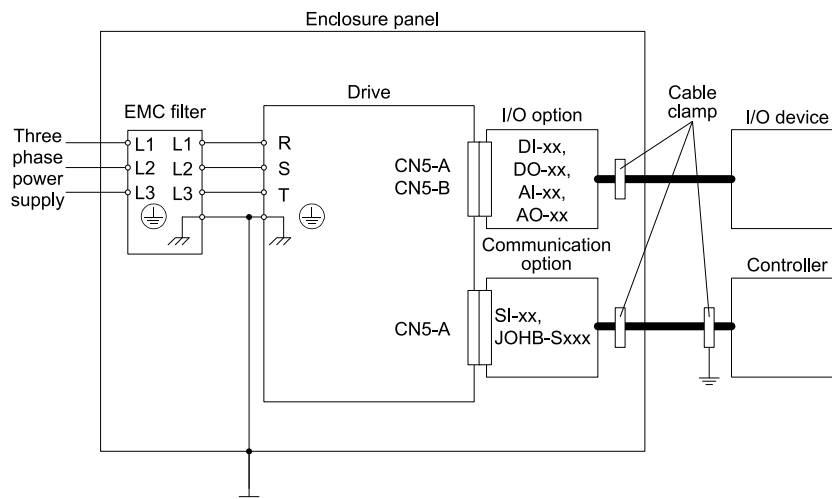 Enclosure panel
Drive
Cable
clamp
EMC filter
I/O option
I/O device
Three
phase
power
supply
L1 L1
L2 L2
L3 L3
R
S
T
CN5-A
CN5-B
DI-xx,
DO-xx,
AI-xx,
AO-xx
Communication
option
Controller
CN5-A
SI-xx,
JOHB-Sxxx